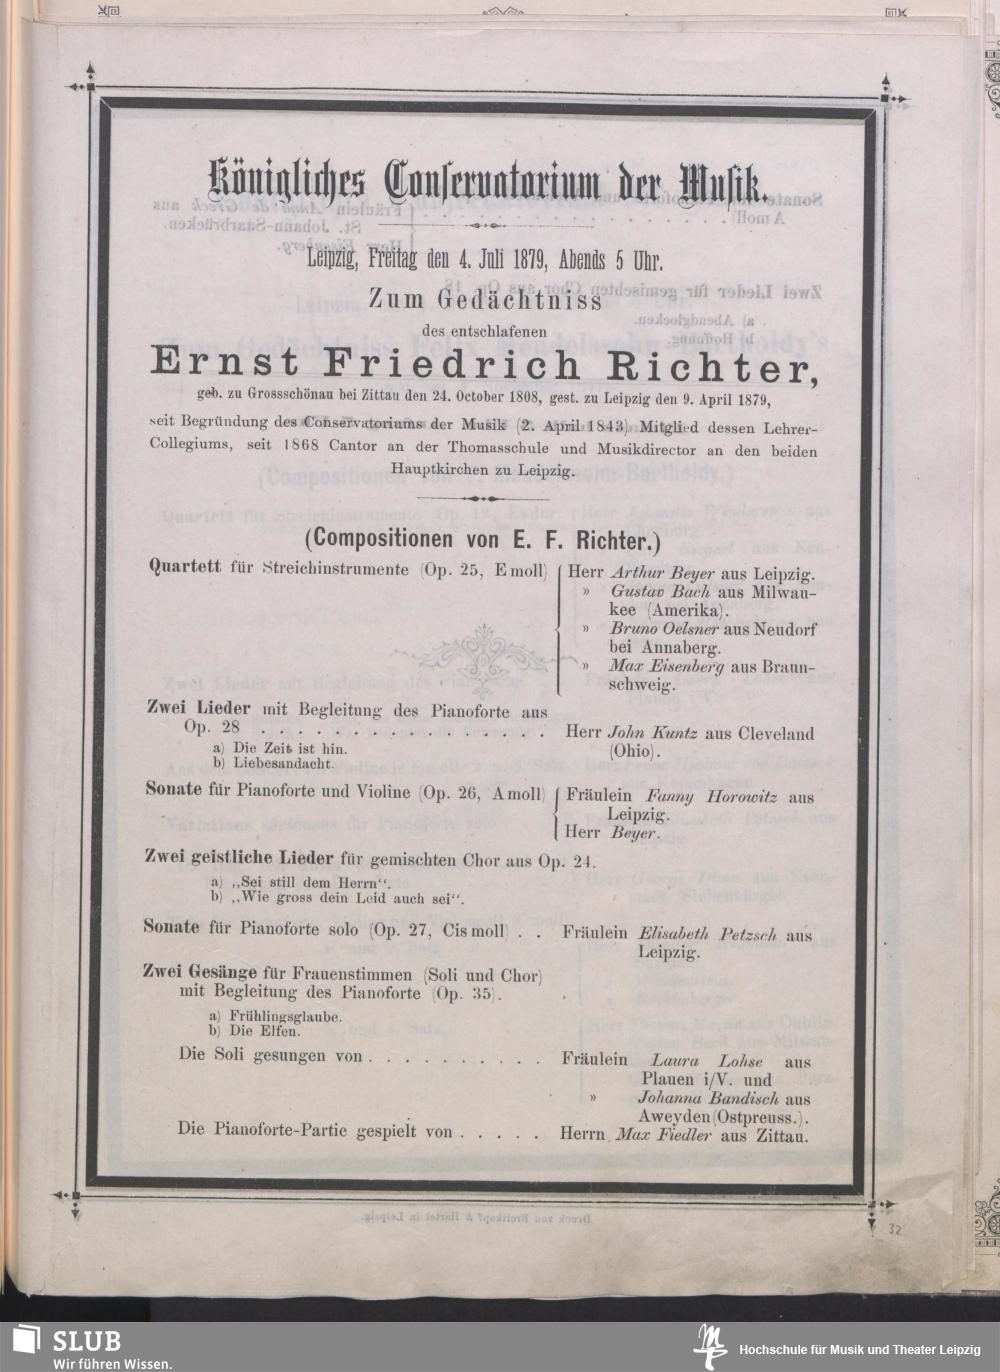 Königliches Conservatorium der Musik.
Leipzig, Freitag den 4. Juli 1879, Abends 5 Uhr.
Zum Gedächtniss
des entschlafenen
Ernst Friedrich Richter,
geb. zu Grossschönau bei Zittau den 24. October 1808, gest. zu Leipzig den 9. April 1879,
seit Begründung des Conservatoriums der Musik (2. April 1843) Mitglied dessen Lehrer-
Collegiums, seit 1868 Cantor an der Thomasschule und Musikdirector an den beiden
Hauptkirchen zu Leipzig.
(Compositionen von E. F. Richter.)
Quartett für Streichinstrumente (Op. 25, E moll) Herr Arthur Beyer aus Leipzig.
» Gustav Bach aus Milwau-
kee (Amerika).
» Bruno Oelsner aus Neudorf
bei Annaberg.
» Max Eisenberg aus Braun-
schweig.
Zwei Lieder mit Begleitung des Pianoforte aus
Op. 28 . . . . . . . . . . . . . . . . Herr John Kuntz aus Cleveland
(Ohio).
a) Die Zeit ist hin.
b) Liebesandacht.
Sonate für Pianoforte und Violine (Op. 26, A moll) Fräulein Fanny Horowitz aus
Leipzig.
Herr Beyer.
Zwei geistliche Lieder für gemischten Chor aus Op. 24.
a) „Sei still dem Herrn“.
b) „Wie gross dein Leid auch sei“.
Sonate für Pianoforte solo (Op. 27, Cis moll) . . Fräulein Elisabeth Petzsch aus
Leipzig.
Zwei Gesänge für Frauenstimmen (Soli und Chor)
mit Begleitung des Pianoforte (Op. 35).
a) Frühlingsglaube.
b) Die Elfen.
Die Soli gesungen von . . . . . . . . . . Fräulein Laura Lohse aus
Plauen i/V. und
» Johanna Bandisch aus
Aweyden (Ostpreuss.).
Die Pianoforte-Partie gespielt von . . . . . Herrn Max Fiedler aus Zittau.
32
SLUB
Wir führen Wissen.
Hochschule für Musik und Theater Leipzig